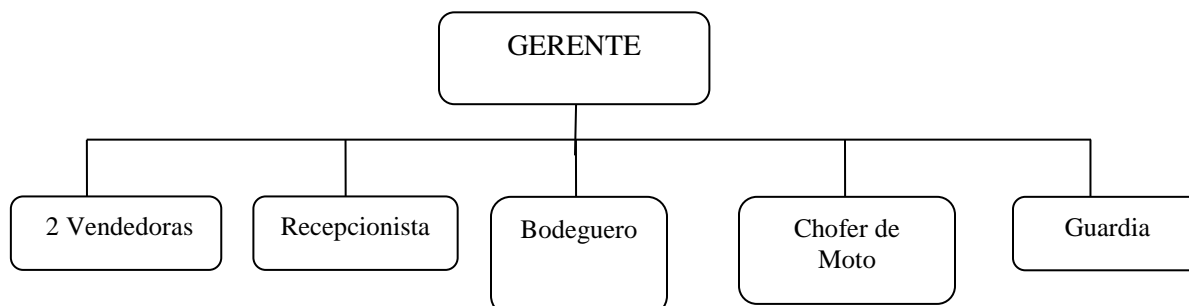 GERENTE
2 Vendedoras
Recepcionista
Bodeguero
Chofer de
Moto
Guardia